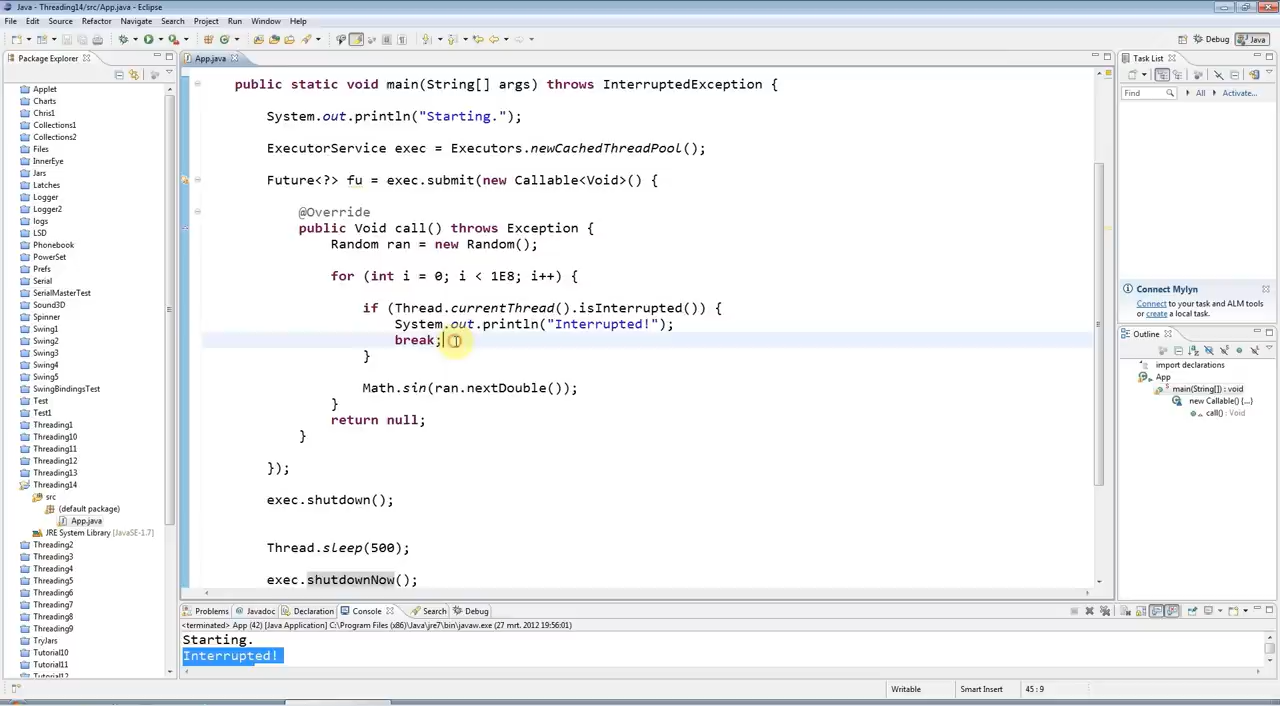 Java - Threading14/src/App.java - Eclipse
File Edit Source Refactor Navigate Search Project Run Window Help
Debug Java
Package Explorer
Applet
Charts
Chris1
Collections1
Collections2
Files
InnerEye
Jars
Latches
Logger
Logger2
logs
LSD
Phonebook
PowerSet
Prefs
Serial
SerialMasterTest
Sound3D
Spinner
Swing1
Swing2
Swing3
Swing4
Swing5
SwingBindingsTest
Test
Test1
Threading1
Threading10
Threading11
Threading12
Threading13
Threading14
src
(default package)
App.java
JRE System Library [JavaSE-1.7]
Threading2
Threading3
Threading4
Threading5
Threading6
Threading7
Threading8
Threading9
TryJars
Tutorial10
Tutorial11
Tutorial12
App.java
public static void main(String[] args) throws InterruptedException {
System.out.println("Starting.");
ExecutorService exec = Executors.newCachedThreadPool();
Future<?> fu = exec.submit(new Callable<Void>() {
@Override
public Void call() throws Exception {
Random ran = new Random();
for (int i = 0; i < 1E8; i++) {
if (Thread.currentThread().isInterrupted()) {
System.out.println("Interrupted!");
break;
}
Math.sin(ran.nextDouble());
}
return null;
}
});
exec.shutdown();
Thread.sleep(500);
exec.shutdownNow();
Problems Javadoc Declaration Console Search Debug
<terminated> App (42) [Java Application] C:\Program Files (x86)\Java\jre7\bin\javaw.exe (27 mrt. 2012 19:56:01)
Starting.
Interrupted!
Task List
Find All Activate...
Connect Mylyn
Connect to your task and ALM tools
or create a local task.
Outline
import declarations
App
main(String[]) : void
new Callable() {...}
call() : Void
Writable Smart Insert 45 : 9